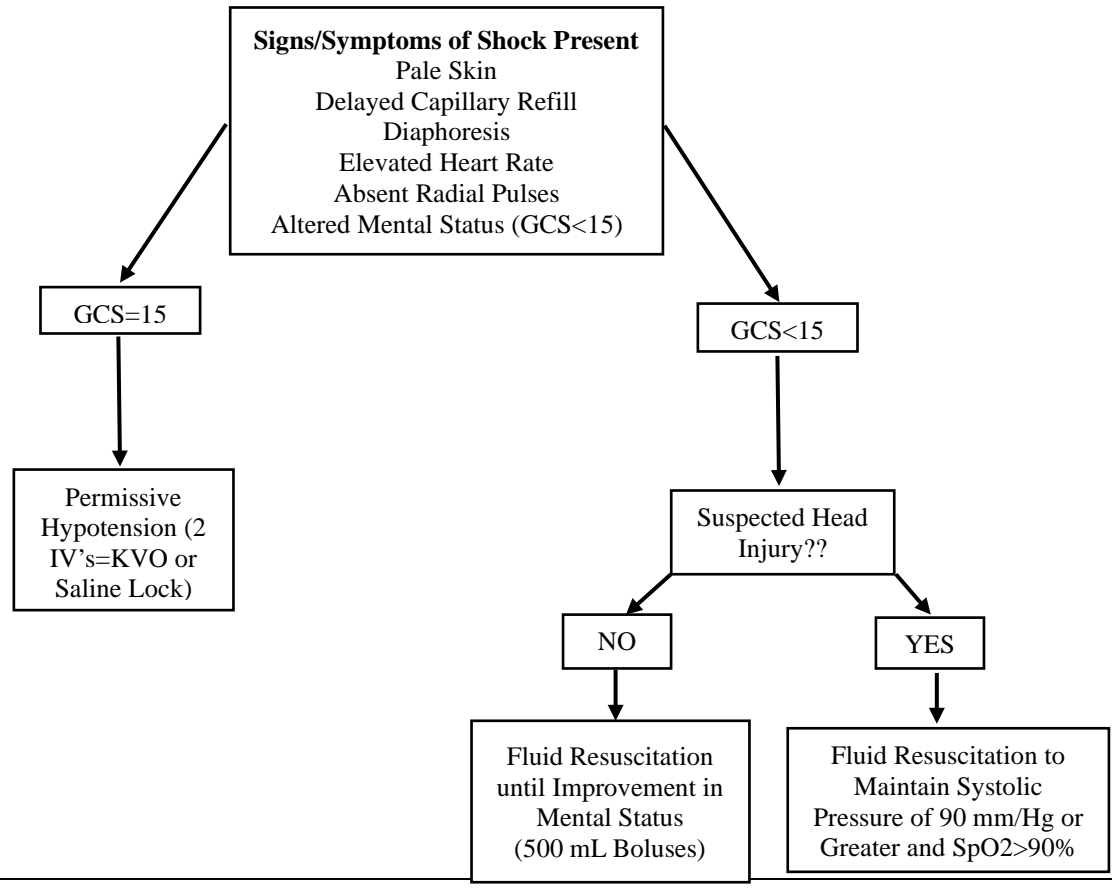 Signs/Symptoms of Shock Present
Pale Skin
Delayed Capillary Refill
Diaphoresis
Elevated Heart Rate
Absent Radial Pulses
Altered Mental Status (GCS<15)
GCS=15
GCS<15
Permissive
Hypotension (2
IV’s=KVO or
Saline Lock)
Suspected Head
Injury??
NO
YES
Fluid Resuscitation
until Improvement in
Mental Status
(500 mL Boluses)
Fluid Resuscitation to
Maintain Systolic
Pressure of 90 mm/Hg or
Greater and SpO2>90%